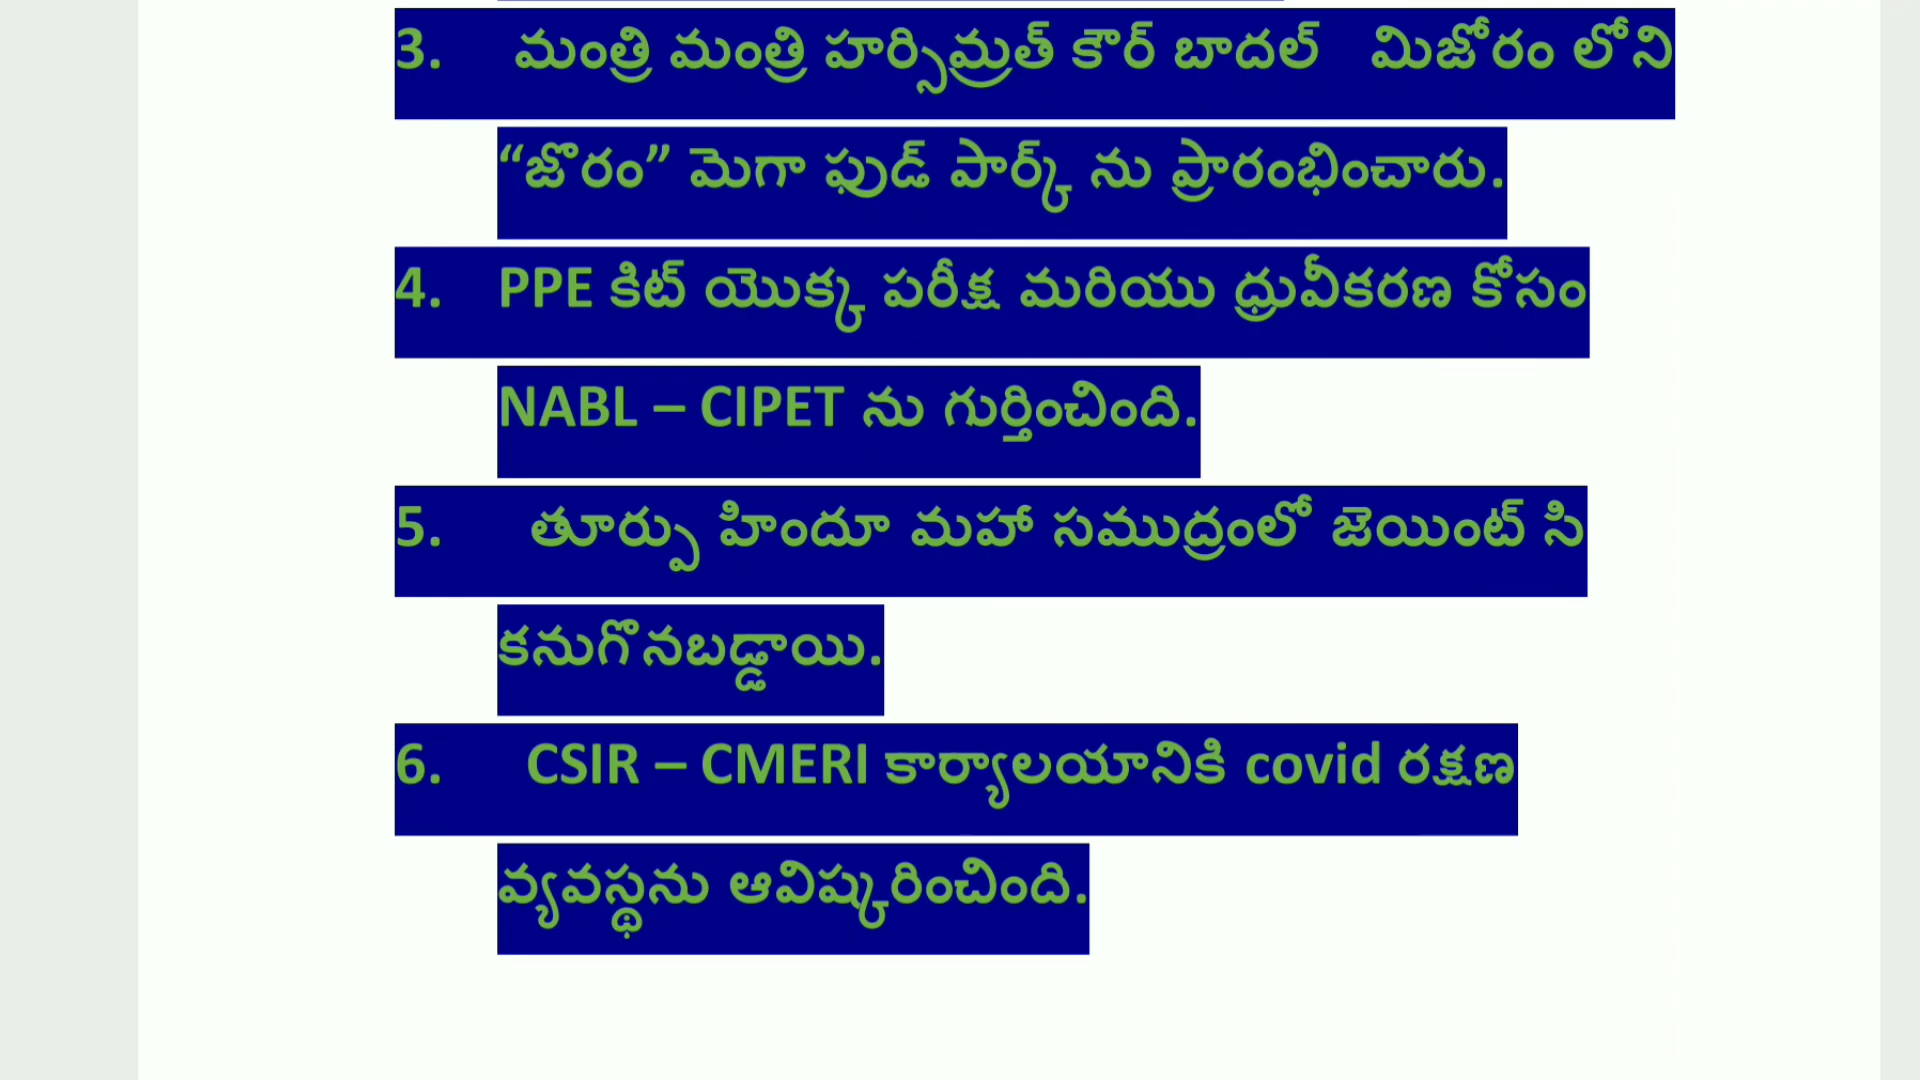 3. మంత్రి మంత్రి హర్సిమ్రత్ కౌర్ బాదల్ మిజోరం లోని
“జొరం” మెగా ఫుడ్ పార్క్ ను ప్రారంభించారు.
4. PPE కిట్ యొక్క పరీక్ష మరియు ధ్రువీకరణ కోసం
NABL – CIPET ను గుర్తించింది.
5. తూర్పు హిందూ మహా సముద్రంలో జెయింట్ సి
కనుగొనబడ్డాయి.
6. CSIR – CMERI కార్యాలయానికి covid రక్షణ
వ్యవస్థను ఆవిష్కరించింది.